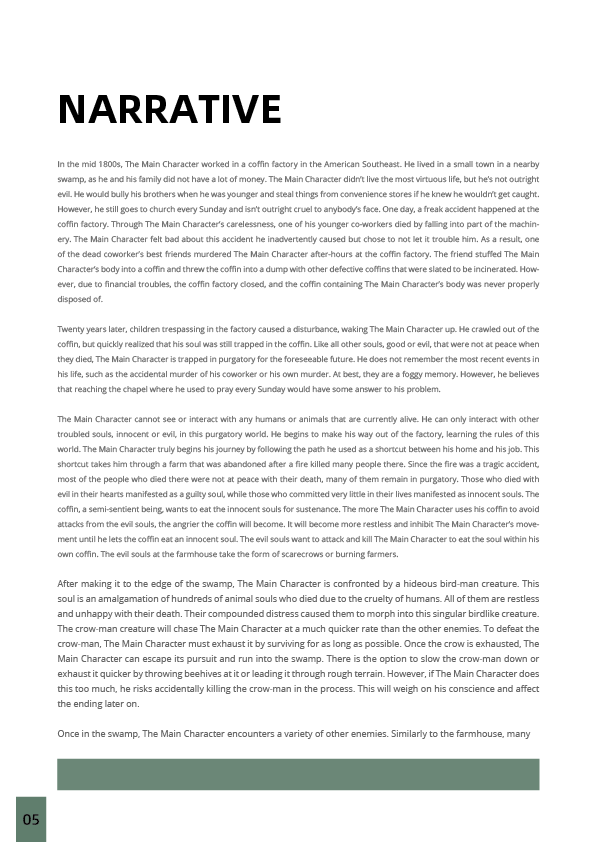 NARRATIVE
In the mid 1800s, The Main Character worked in a coffin factory in the American Southeast. He lived in a small town in a nearby
swamp, as he and his family did not have a lot of money. The Main Character didn't live the most virtuous life, but he's not outright
evil. He would bully his brothers when he was younger and steal things from convenience stores if he knew he wouldn't get caught.
However, he still goes to church every Sunday and isn't outright cruel to anybody's face. One day, a freak accident happened at the
coffin factory. Through The Main Character's carelessness, one of his younger co-workers died by falling into part of the machin-
ery. The Main Character felt bad about this accident he inadvertently caused but chose to not let it trouble him. As a result, one
of the dead coworker's best friends murdered The Main Character after-hours at the coffin factory. The friend stuffed The Main
Character's body into a coffin and threw the coffin into a dump with other defective coffins that were slated to be incinerated. How-
ever, due to financial troubles, the coffin factory closed, and the coffin containing The Main Character's body was never properly
disposed of.
Twenty years later, children trespassing in the factory caused a disturbance, waking The Main Character up. He crawled out of the
coffin, but quickly realized that his soul was still trapped in the coffin. Like all other souls, good or evil, that were not at peace when
they died, The Main Character is trapped in purgatory for the foreseeable future. He does not remember the most recent events in
his life, such as the accidental murder of his coworker or his own murder. At best, they are a foggy memory. However, he believes
that reaching the chapel where he used to pray every Sunday would have some answer to his problem.
The Main Character cannot see or interact with any humans or animals that are currently alive. He can only interact with other
troubled souls, innocent or evil, in this purgatory world. He begins to make his way out of the factory, learning the rules of this
world. The Main Character truly begins his journey by following the path he used as a shortcut between his home and his job. This
shortcut takes him through a farm that was abandoned after a fire killed many people there. Since the fire was a tragic accident,
most of the people who died there were not at peace with their death, many of them remain in purgatory. Those who died with
evil in their hearts manifested as a guilty soul, while those who committed very little in their lives manifested as innocent souls. The
coffin, a semi-sentient being, wants to eat the innocent souls for sustenance. The more The Main Character uses his coffin to avoid
attacks from the evil souls, the angrier the coffin will become. It will become more restless and inhibit The Main Character's move-
ment until he lets the coffin eat an innocent soul. The evil souls want to attack and kill The Main Character to eat the soul within his
own coffin. The evil souls at the farmhouse take the form of scarecrows or burning farmers.
After making it to the edge of the swamp, The Main Character is confronted by a hideous bird-man creature. This
soul is an amalgamation of hundreds of animal souls who died due to the cruelty of humans. All of them are restless
and unhappy with their death. Their compounded distress caused them to morph into this singular birdlike creature.
The crow-man creature will chase The Main Character at a much quicker rate than the other enemies. To defeat the
crow-man, The Main Character must exhaust it by surviving for as long as possible. Once the crow is exhausted, The
Main Character can escape its pursuit and run into the swamp. There is the option to slow the crow-man down or
exhaust it quicker by throwing beehives at it or leading it through rough terrain. However, if The Main Character does
this too much, he risks accidentally killing the crow-man in the process. This will weigh on his conscience and affect
the ending later on.
Once in the swamp, The Main Character encounters a variety of other enemies. Similarly to the farmhouse, many
05